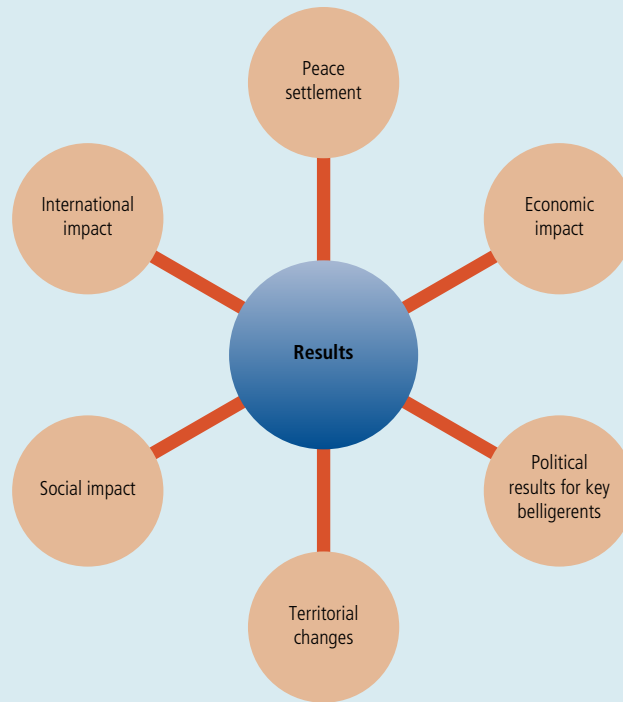 Peace
settlement
International
impact
Economic
impact
Results
Social impact
Political
results for key
belligerents
Territorial
changes